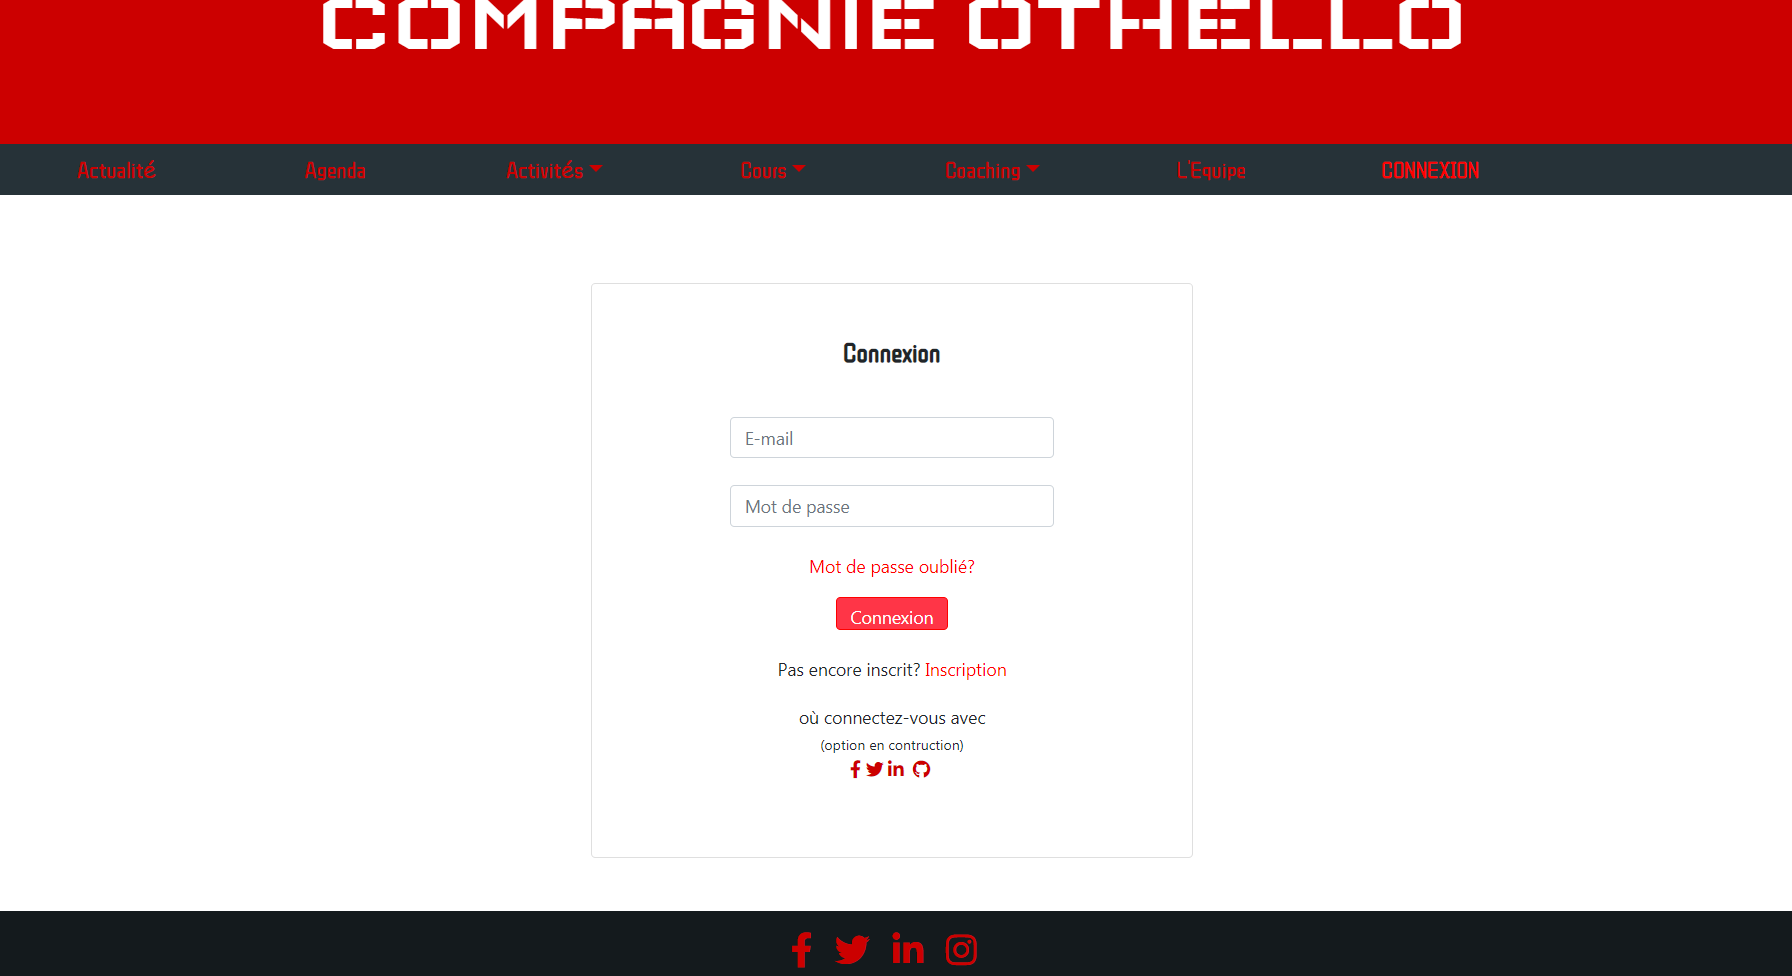 COMPAGNIE OTHELLO
Actualité Agenda Activités Cours Coaching L'Equipe CONNEXION
Connexion
E-mail
Mot de passe
Mot de passe oublié?
Connexion
Pas encore inscrit? Inscription
où connectez-vous avec
(option en contruction)